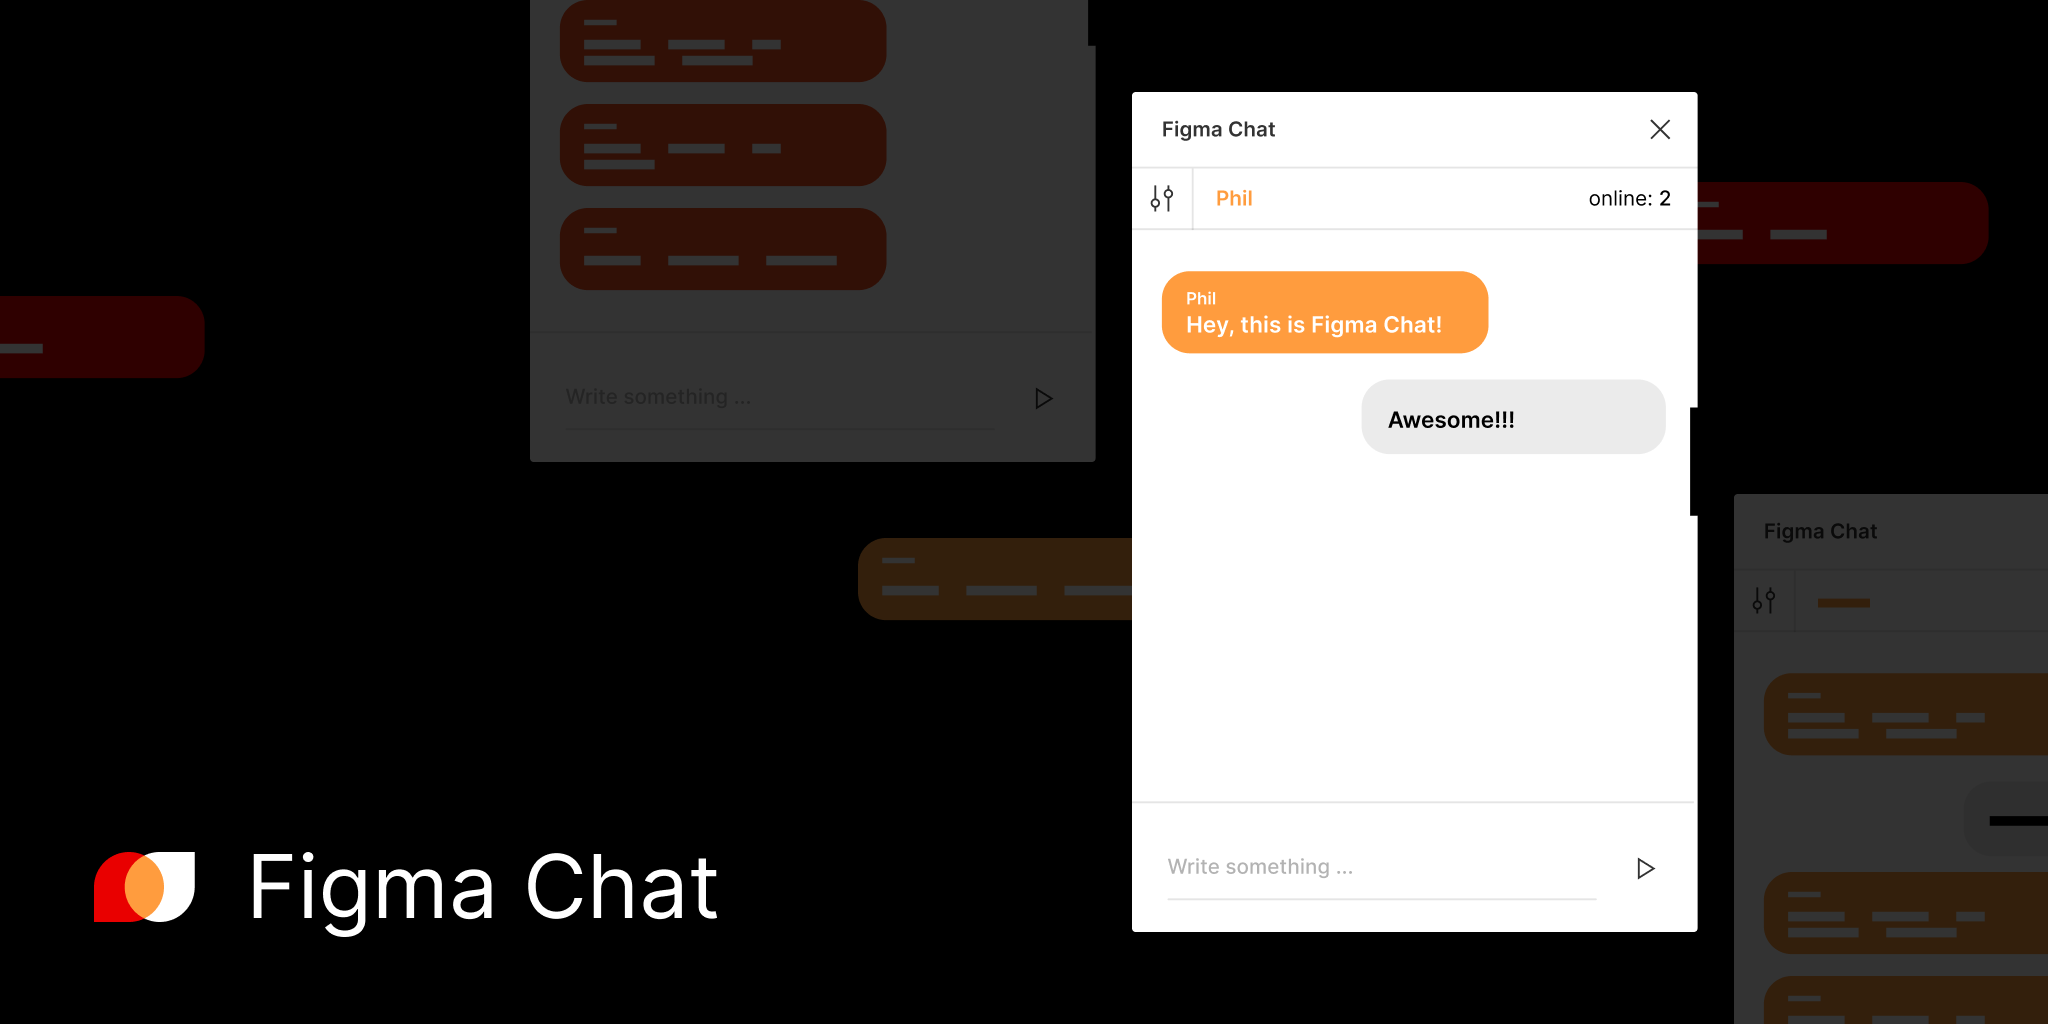 Write something ...
Figma Chat
Phil
online: 2
Phil
Hey, this is Figma Chat!
Awesome!!!
Write something ...
Figma Chat
Figma Chat